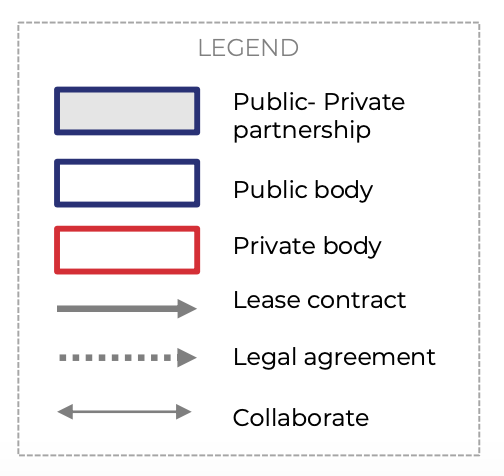 LEGEND
Public- Private
partnership
Public body
Private body
Lease contract
Legal agreement
Collaborate